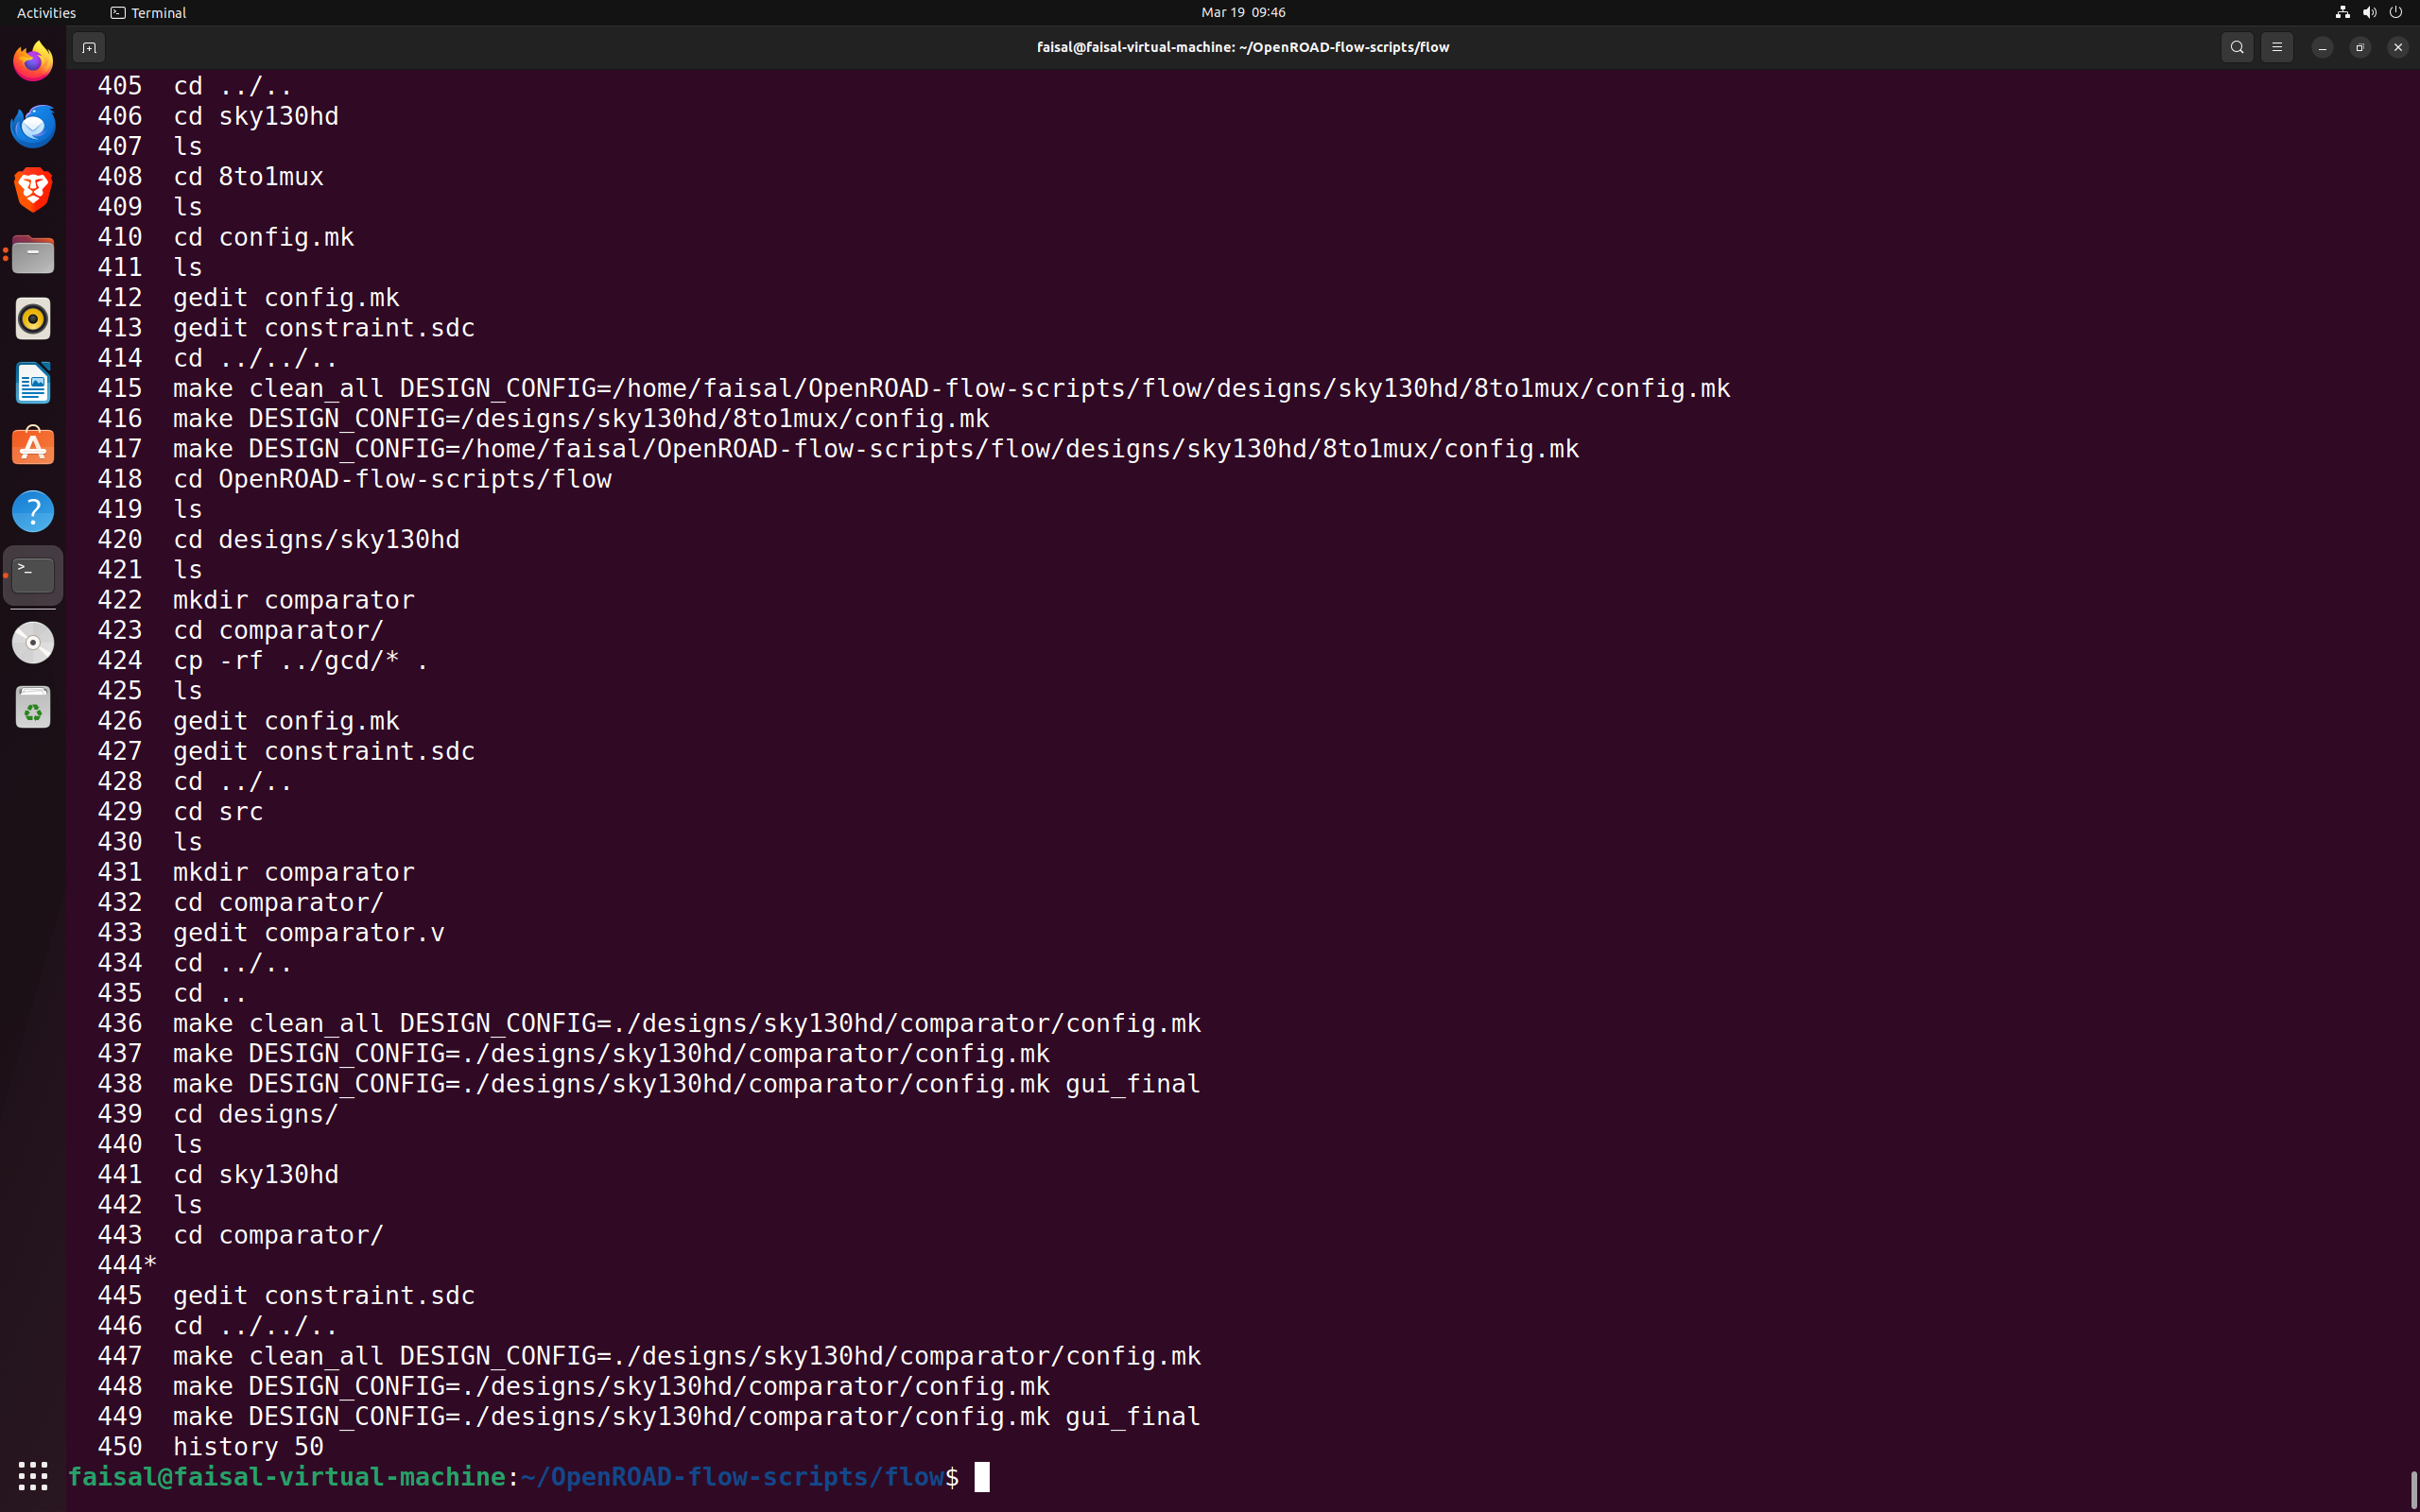 Activities Terminal Mar 19 09:46
faisal@faisal-virtual-machine: ~/OpenROAD-flow-scripts/flow
405 cd ../..
406 cd sky130hd
407 ls
408 cd 8to1mux
409 ls
410 cd config.mk
411 ls
412 gedit config.mk
413 gedit constraint.sdc
414 cd ../../..
415 make clean_all DESIGN_CONFIG=/home/faisal/OpenROAD-flow-scripts/flow/designs/sky130hd/8to1mux/config.mk
416 make DESIGN_CONFIG=/designs/sky130hd/8to1mux/config.mk
417 make DESIGN_CONFIG=/home/faisal/OpenROAD-flow-scripts/flow/designs/sky130hd/8to1mux/config.mk
418 cd OpenROAD-flow-scripts/flow
419 ls
420 cd designs/sky130hd
421 ls
422 mkdir comparator
423 cd comparator/
424 cp -rf ../gcd/* .
425 ls
426 gedit config.mk
427 gedit constraint.sdc
428 cd ../..
429 cd src
430 ls
431 mkdir comparator
432 cd comparator/
433 gedit comparator.v
434 cd ../..
435 cd ..
436 make clean_all DESIGN_CONFIG=./designs/sky130hd/comparator/config.mk
437 make DESIGN_CONFIG=./designs/sky130hd/comparator/config.mk
438 make DESIGN_CONFIG=./designs/sky130hd/comparator/config.mk gui_final
439 cd designs/
440 ls
441 cd sky130hd
442 ls
443 cd comparator/
444*
445 gedit constraint.sdc
446 cd ../../..
447 make clean_all DESIGN_CONFIG=./designs/sky130hd/comparator/config.mk
448 make DESIGN_CONFIG=./designs/sky130hd/comparator/config.mk
449 make DESIGN_CONFIG=./designs/sky130hd/comparator/config.mk gui_final
450 history 50
faisal@faisal-virtual-machine:~/OpenROAD-flow-scripts/flow$